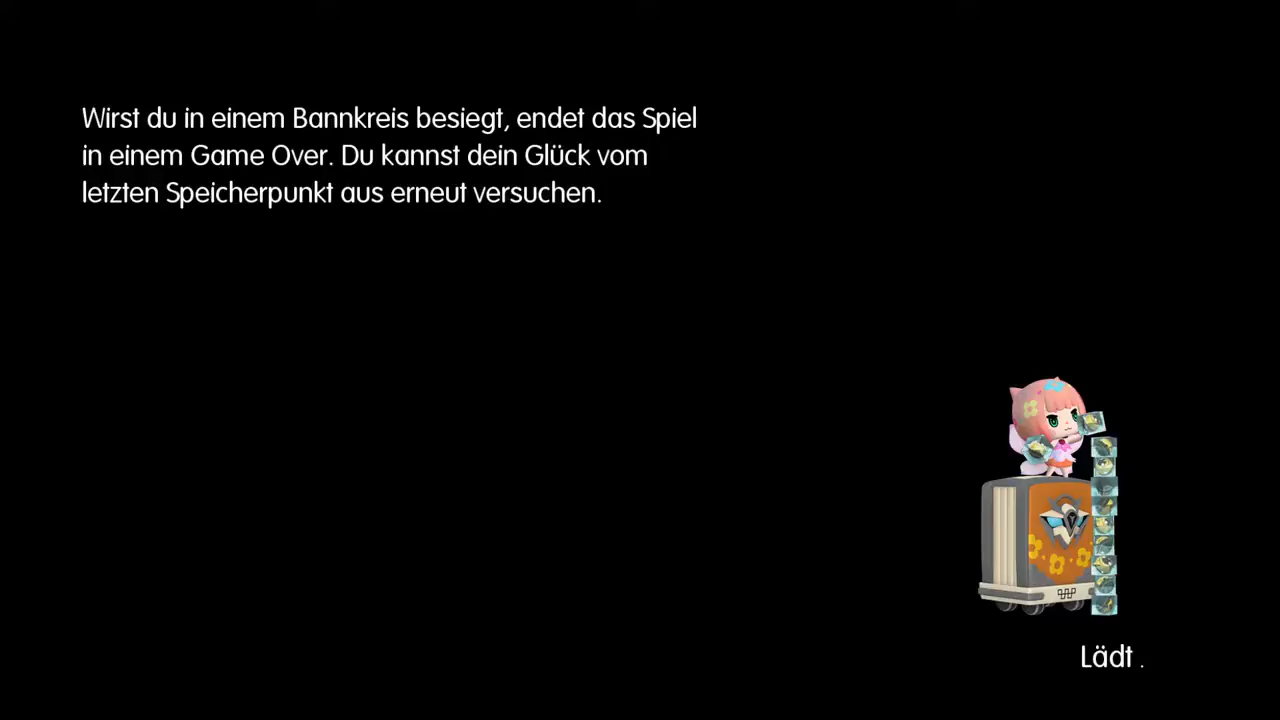 Wirst du in einem Bannkreis besiegt, endet das Spiel
in einem Game Over. Du kannst dein Glück vom
letzten Speicherpunkt aus erneut versuchen.
Lädt .